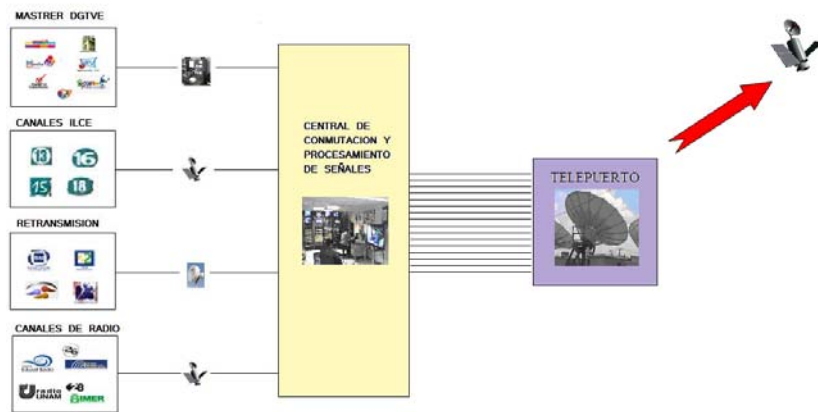 MASTRER DGTVE
CANALES ILCE
13
16
15
18
RETRANSMISION
CANALES DE RADIO
radio
UNAM
IMER
CENTRAL DE
CONMUTACION Y
PROCESAMIENTO
DE SEÑALES
TELEPUERTO